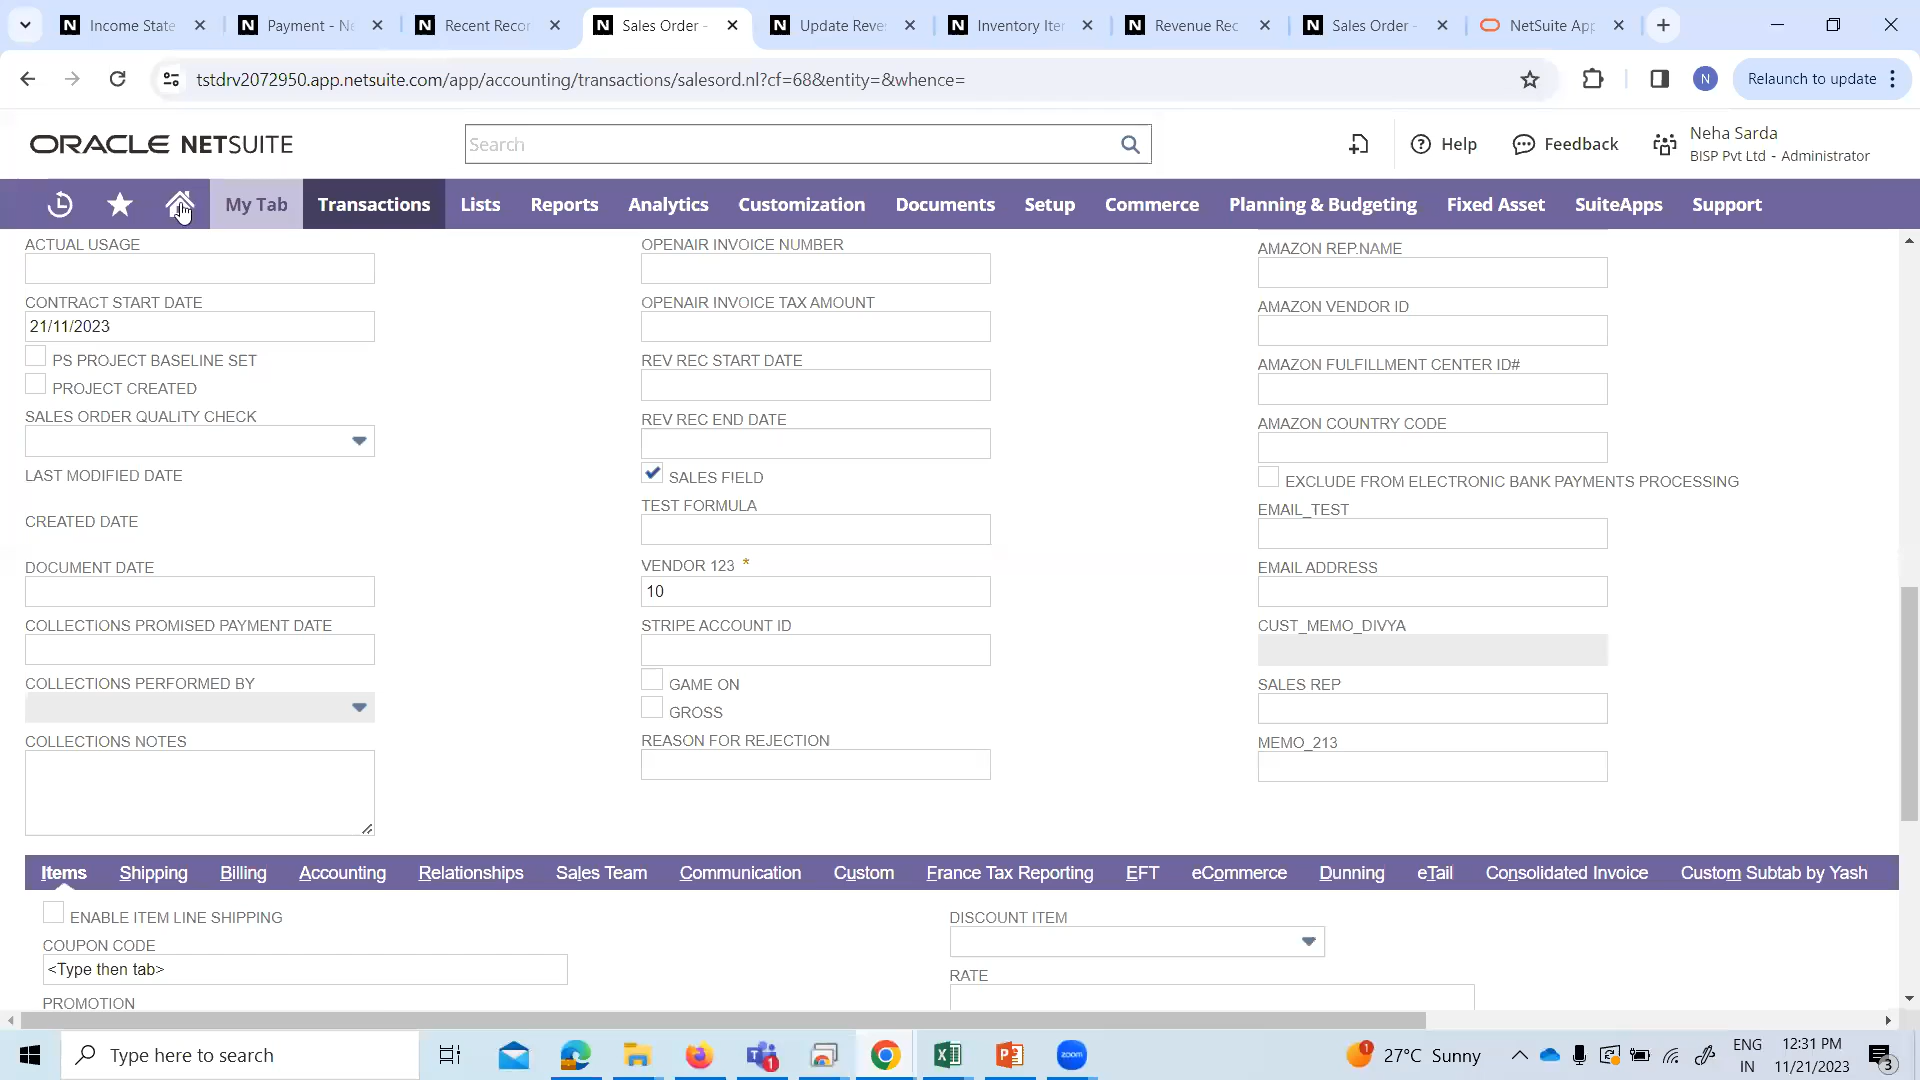 Income State
Payment - Ne
Recent Recor
Sales Order -
Update Reve
Inventory Iter
Revenue Rec
Sales Order -
NetSuite App
tstdrv2072950.app.netsuite.com/app/accounting/transactions/salesord.nl?cf=68&entity=&whence=
N
Relaunch to update
ORACLE NETSUITE
Search
Help
Feedback
Neha Sarda
BISP Pvt Ltd - Administrator
My Tab
Transactions
Lists
Reports
Analytics
Customization
Documents
Setup
Commerce
Planning & Budgeting
Fixed Asset
SuiteApps
Support
ACTUAL USAGE
CONTRACT START DATE
21/11/2023
PS PROJECT BASELINE SET
PROJECT CREATED
SALES ORDER QUALITY CHECK
LAST MODIFIED DATE
CREATED DATE
DOCUMENT DATE
COLLECTIONS PROMISED PAYMENT DATE
COLLECTIONS PERFORMED BY
COLLECTIONS NOTES
OPENAIR INVOICE NUMBER
OPENAIR INVOICE TAX AMOUNT
REV REC START DATE
REV REC END DATE
SALES FIELD
TEST FORMULA
VENDOR 123 *
10
STRIPE ACCOUNT ID
GAME ON
GROSS
REASON FOR REJECTION
AMAZON REP.NAME
AMAZON VENDOR ID
AMAZON FULFILLMENT CENTER ID#
AMAZON COUNTRY CODE
EXCLUDE FROM ELECTRONIC BANK PAYMENTS PROCESSING
EMAIL_TEST
EMAIL ADDRESS
CUST_MEMO_DIVYA
SALES REP
MEMO_213
Items
Shipping
Billing
Accounting
Relationships
Sales Team
Communication
Custom
France Tax Reporting
EFT
eCommerce
Dunning
eTail
Consolidated Invoice
Custom Subtab by Yash
ENABLE ITEM LINE SHIPPING
COUPON CODE
<Type then tab>
PROMOTION
DISCOUNT ITEM
RATE
Type here to search
1
zoom
1
27°C Sunny
ENG
IN
12:31 PM
11/21/2023
3